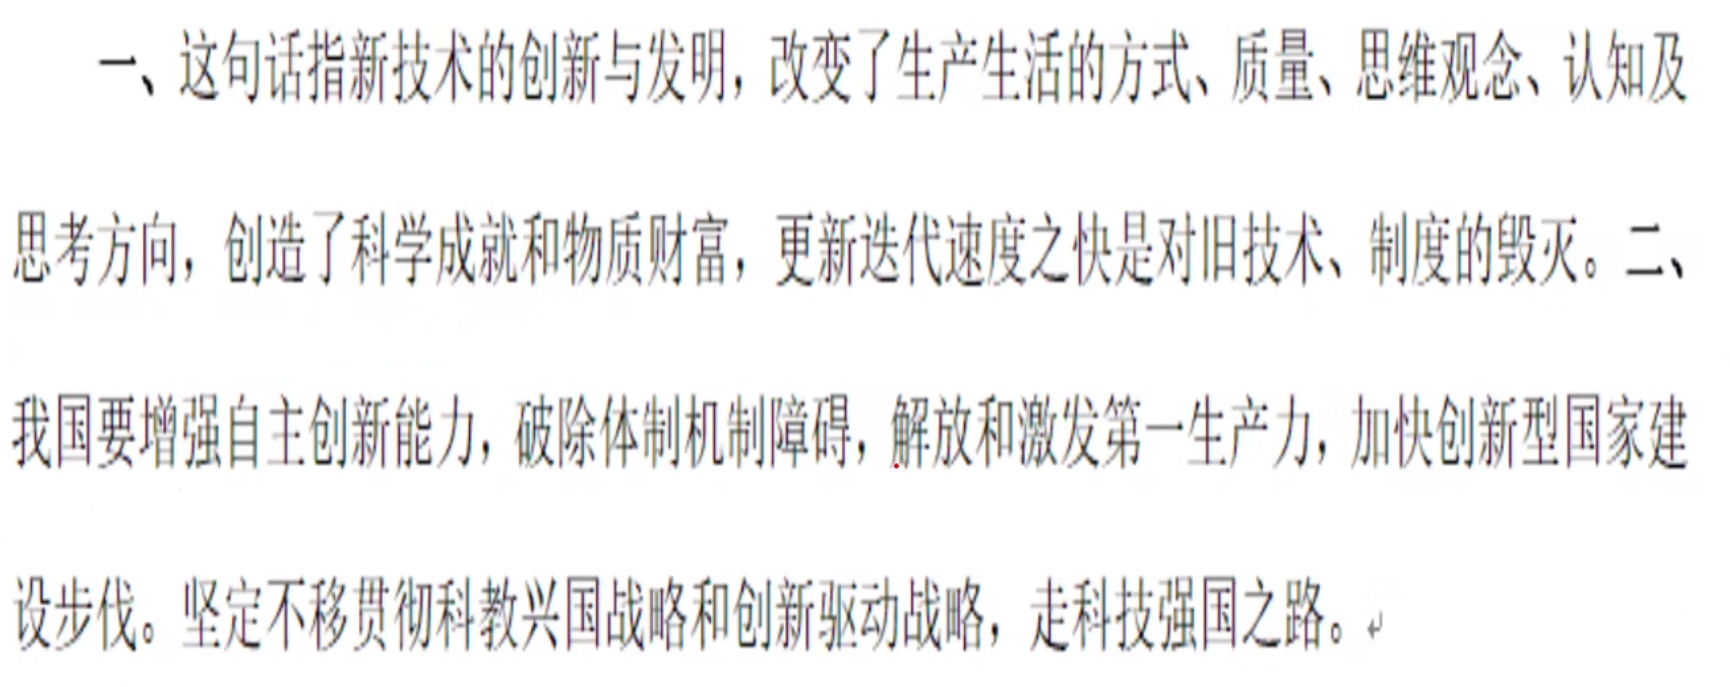 一、这句话指新技术的创新与发明，改变了生产生活的方式、质量、思维观念、认知及
思考方向，创造了科学成就和物质财富，更新迭代速度之快是对旧技术、制度的毁灭。二、
我国要增强自主创新能力，破除体制机制障碍，解放和激发第一生产力，加快创新型国家建
设步伐。坚定不移贯彻科教兴国战略和创新驱动战略，走科技强国之路。